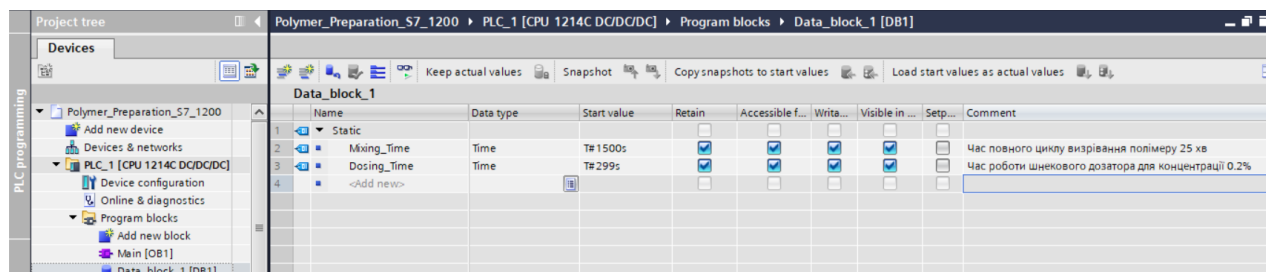 Project tree
Polymer_Preparation_S7_1200 ▸ PLC_1 [CPU 1214C DC/DC/DC] ▸ Program blocks ▸ Data_block_1 [DB1]
Devices
Keep actual values Snapshot Copy snapshots to start values Load start values as actual values
Data_block_1
PLC programming
Polymer_Preparation_S7_1200
Add new device
Devices & networks
PLC_1 [CPU 1214C DC/DC/DC]
Device configuration
Online & diagnostics
Program blocks
Add new block
Main [OB1]
Data_block_1 [DB1]
Name Data type Start value Retain Accessible f... Writa... Visible in ... Setp... Comment
1 Static
2 Mixing_Time Time T#1500s Час повного циклу визрівання полімеру 25 хв
3 Dosing_Time Time T#299s Час роботи шнекового дозатора для концентрації 0.2%
4 <Add new>